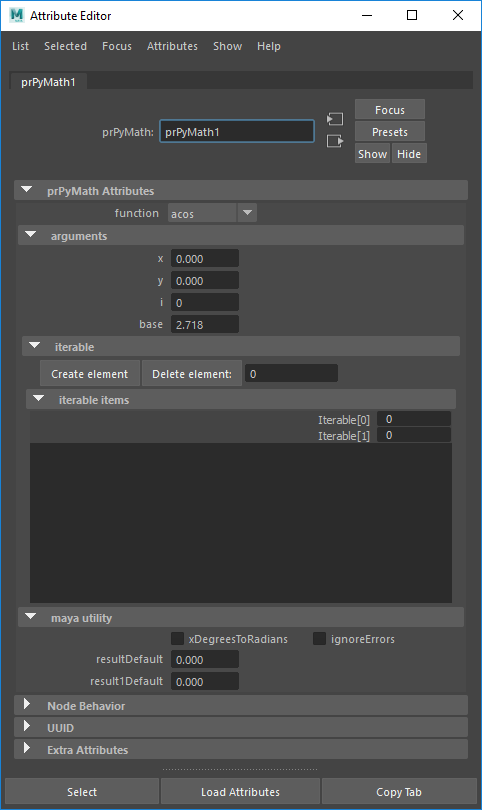 Attribute Editor
List Selected Focus Attributes Show Help
prPyMath1
Focus
prPyMath: prPyMath1
Presets
Show Hide
prPyMath Attributes
function acos
arguments
x 0.000
y 0.000
i 0
base 2.718
iterable
Create element Delete element: 0
iterable items
Iterable[0] 0
Iterable[1] 0
maya utility
xDegreesToRadians ignoreErrors
resultDefault 0.000
result1Default 0.000
Node Behavior
UUID
Extra Attributes
Select Load Attributes Copy Tab